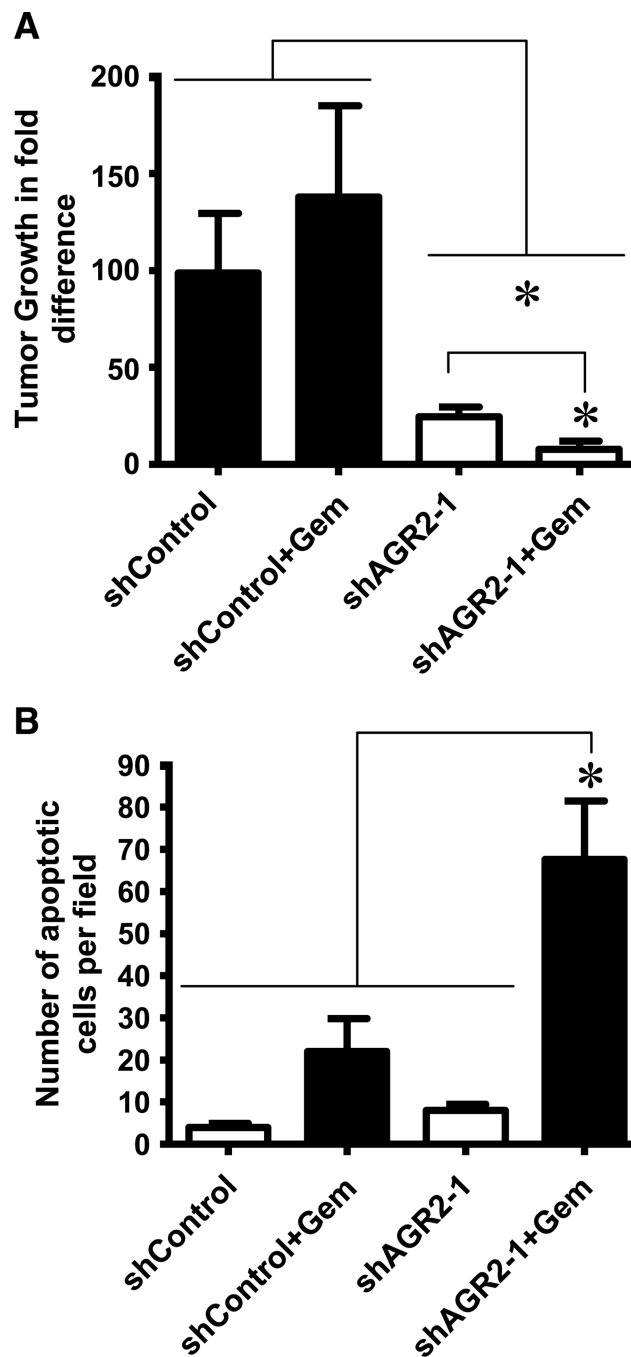 A
Tumor Growth in fold
difference
200
150
100
50
0
*
*
shControl
shControl+Gem
shAGR2-1
shAGR2-1+Gem
B
Number of apoptotic
cells per field
90
80
70
60
50
40
30
20
10
0
*
shControl
shControl+Gem
shAGR2-1
shAGR2-1+Gem